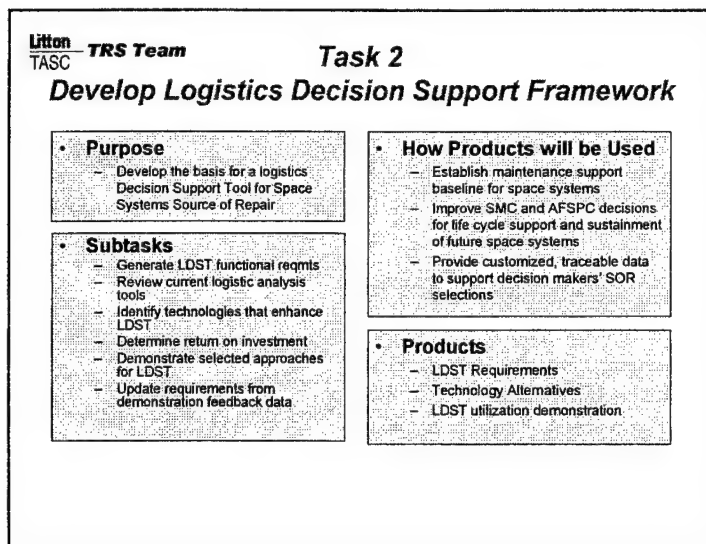 Litton
TASC TRS Team
Task 2
Develop Logistics Decision Support Framework
• Purpose
– Develop the basis for a logistics
Decision Support Tool for Space
Systems Source of Repair
• Subtasks
– Generate LDST functional reqmts
– Review current logistic analysis
tools
– Identify technologies that enhance
LDST
– Determine return on investment
– Demonstrate selected approaches
for LDST
– Update requirements from
demonstration feedback data
• How Products will be Used
– Establish maintenance support
baseline for space systems
– Improve SMC and AFSPC decisions
for life cycle support and sustainment
of future space systems
– Provide customized, traceable data
to support decision makers' SOR
selections
• Products
– LDST Requirements
– Technology Alternatives
– LDST utilization demonstration